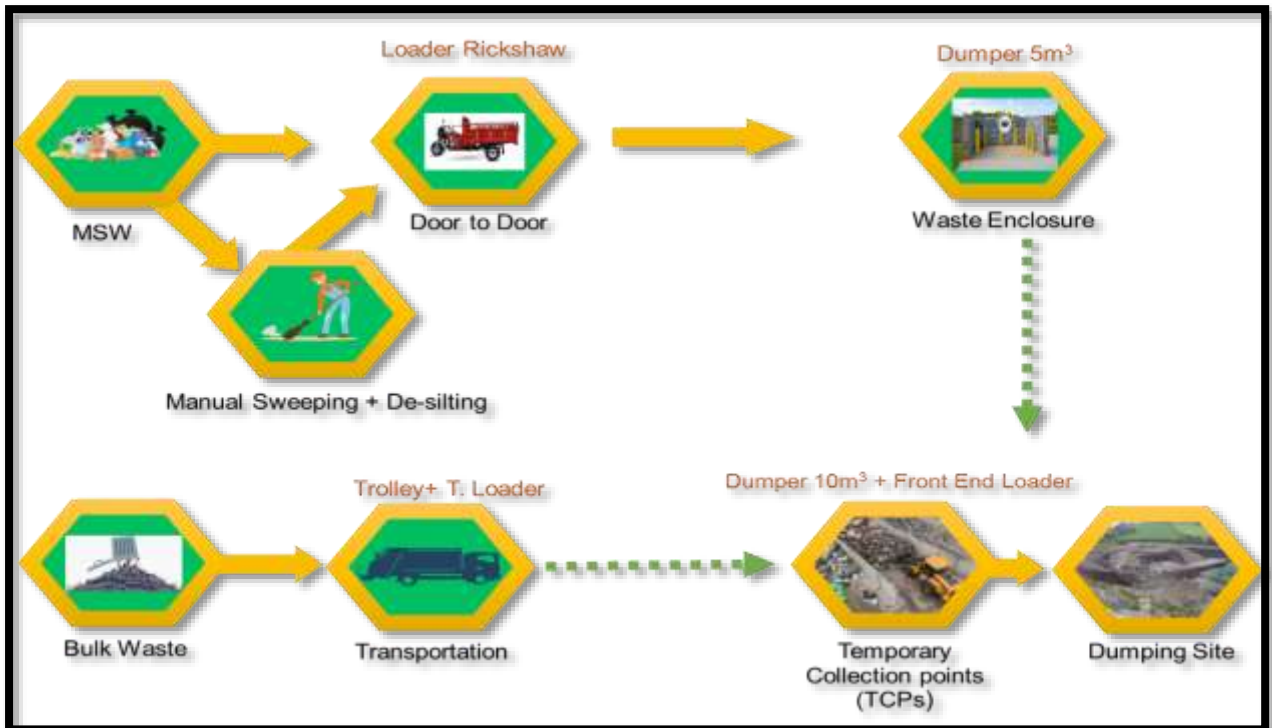 Loader Rickshaw
Dumper 5m³
MSW
Door to Door
Waste Enclosure
Manual Sweeping + De-silting
Trolley+ T. Loader
Dumper 10m³ + Front End Loader
Bulk Waste
Transportation
Temporary
Collection points
(TCPs)
Dumping Site